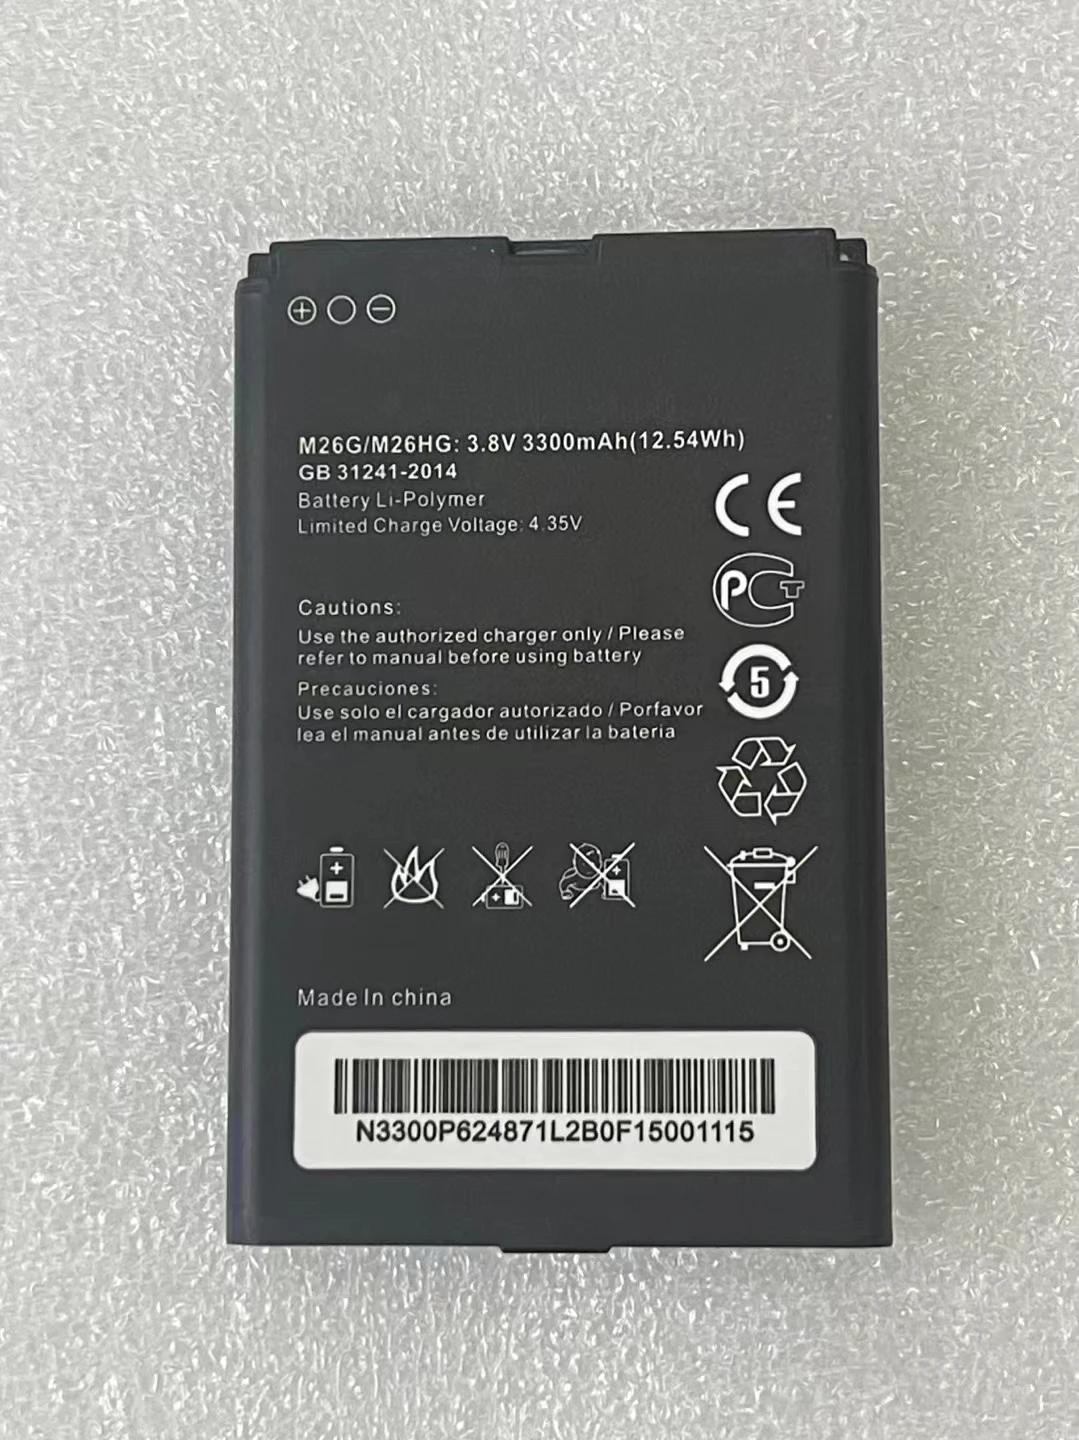 M26G/M26HG: 3.8V 3300mAh(12.54Wh)
GB 31241-2014
Battery Li-Polymer
Limited Charge Voltage: 4.35V
CE
PCT
5
Cautions:
Use the authorized charger only / Please
refer to manual before using battery
Precauciones:
Use solo el cargador autorizado / Porfavor
lea el manual antes de utilizar la bateria
Made In china
N3300P624871L2B0F15001115